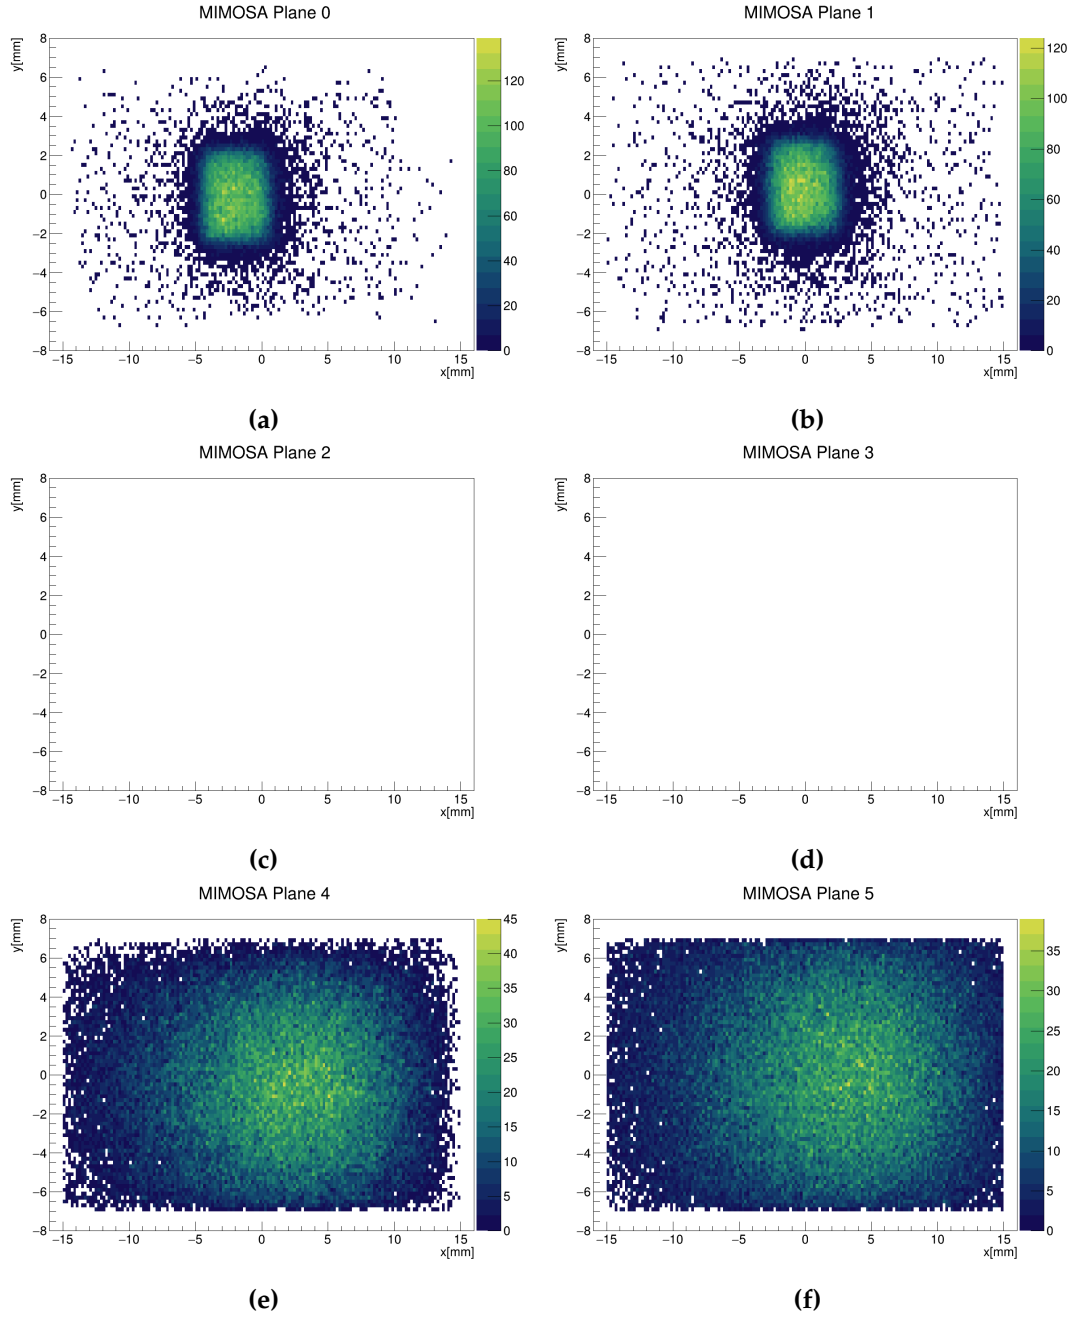 MIMOSA Plane 0
y[mm]
8
6
4
2
0
−2
−4
−6
−8
−15 −10 −5 0 5 10 15
x[mm]
120
100
80
60
40
20
0
(a)
MIMOSA Plane 1
y[mm]
8
6
4
2
0
−2
−4
−6
−8
−15 −10 −5 0 5 10 15
x[mm]
120
100
80
60
40
20
0
(b)
MIMOSA Plane 2
y[mm]
8
6
4
2
0
−2
−4
−6
−8
−15 −10 −5 0 5 10 15
x[mm]
(c)
MIMOSA Plane 3
y[mm]
8
6
4
2
0
−2
−4
−6
−8
−15 −10 −5 0 5 10 15
x[mm]
(d)
MIMOSA Plane 4
y[mm]
8
6
4
2
0
−2
−4
−6
−8
−15 −10 −5 0 5 10 15
x[mm]
45
40
35
30
25
20
15
10
5
0
(e)
MIMOSA Plane 5
y[mm]
8
6
4
2
0
−2
−4
−6
−8
−15 −10 −5 0 5 10 15
x[mm]
35
30
25
20
15
10
5
0
(f)